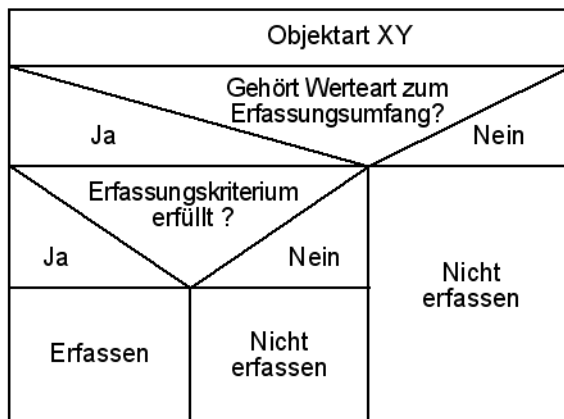 Objektart XY
Gehört Werteart zum
Erfassungsumfang?
Ja
Nein
Erfassungskriterium
erfüllt ?
Ja
Nein
Nicht
erfassen
Erfassen
Nicht
erfassen